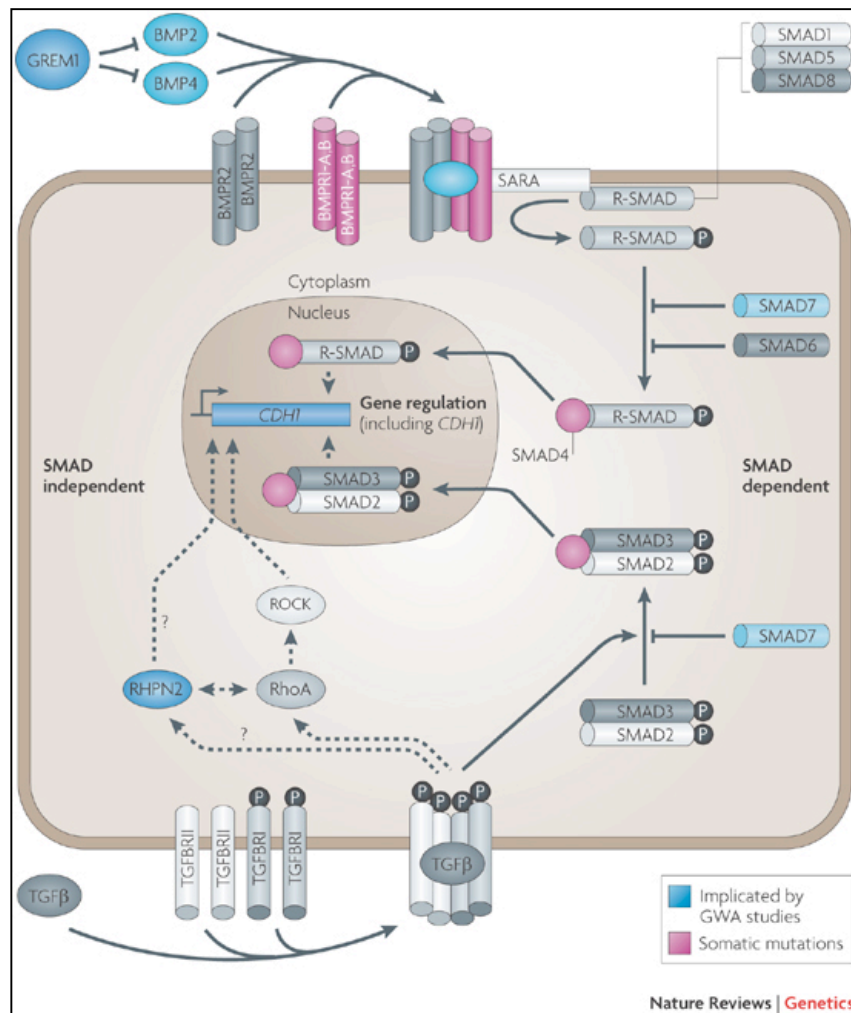 GREM1
BMP2
BMP4
SMAD1
SMAD5
SMAD8
BMPR2
BMPR2
BMPR1-A,B
BMPR1-A,B
SARA
R-SMAD
R-SMAD P
Cytoplasm
Nucleus
SMAD7
SMAD6
R-SMAD P
CDH1
Gene regulation
(including CDH1)
R-SMAD P
SMAD4
SMAD
independent
SMAD
dependent
SMAD3 P
SMAD2 P
SMAD3 P
SMAD2 P
ROCK
?
SMAD7
RHPN2
RhoA
?
SMAD3 P
SMAD2 P
P P P P
P P
TGFBRII
TGFBRII
TGFBRI
TGFBRI
TGFβ
TGFβ
Implicated by
GWA studies
Somatic mutations
Nature Reviews | Genetics